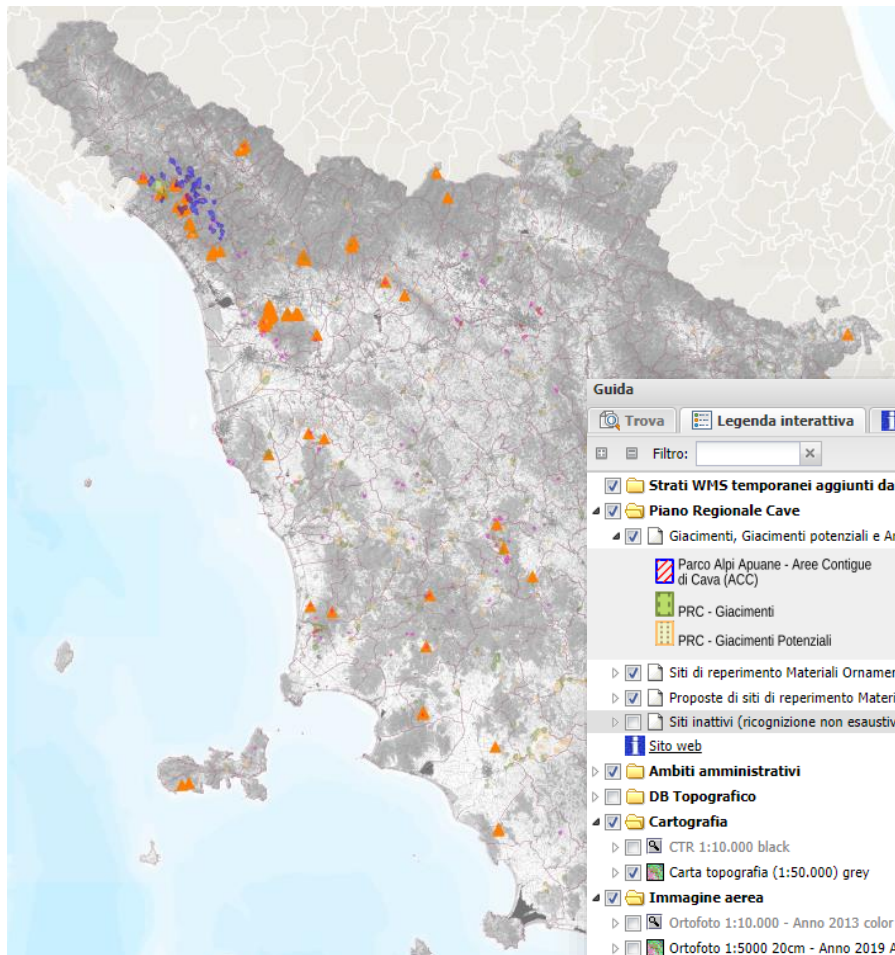 Guida
Trova
Legenda interattiva
Filtro:
Strati WMS temporanei aggiunti da
Piano Regionale Cave
Giacimenti, Giacimenti potenziali e A
Parco Alpi Apuane - Aree Contigue
di Cava (ACC)
PRC - Giacimenti
PRC - Giacimenti Potenziali
Siti di reperimento Materiali Orname
Proposte di siti di reperimento Materi
Siti inattivi (ricognizione non esaustiv
Sito web
Ambiti amministrativi
DB Topografico
Cartografia
CTR 1:10.000 black
Carta topografia (1:50.000) grey
Immagine aerea
Ortofoto 1:10.000 - Anno 2013 color
Ortofoto 1:5000 20cm - Anno 2019 A